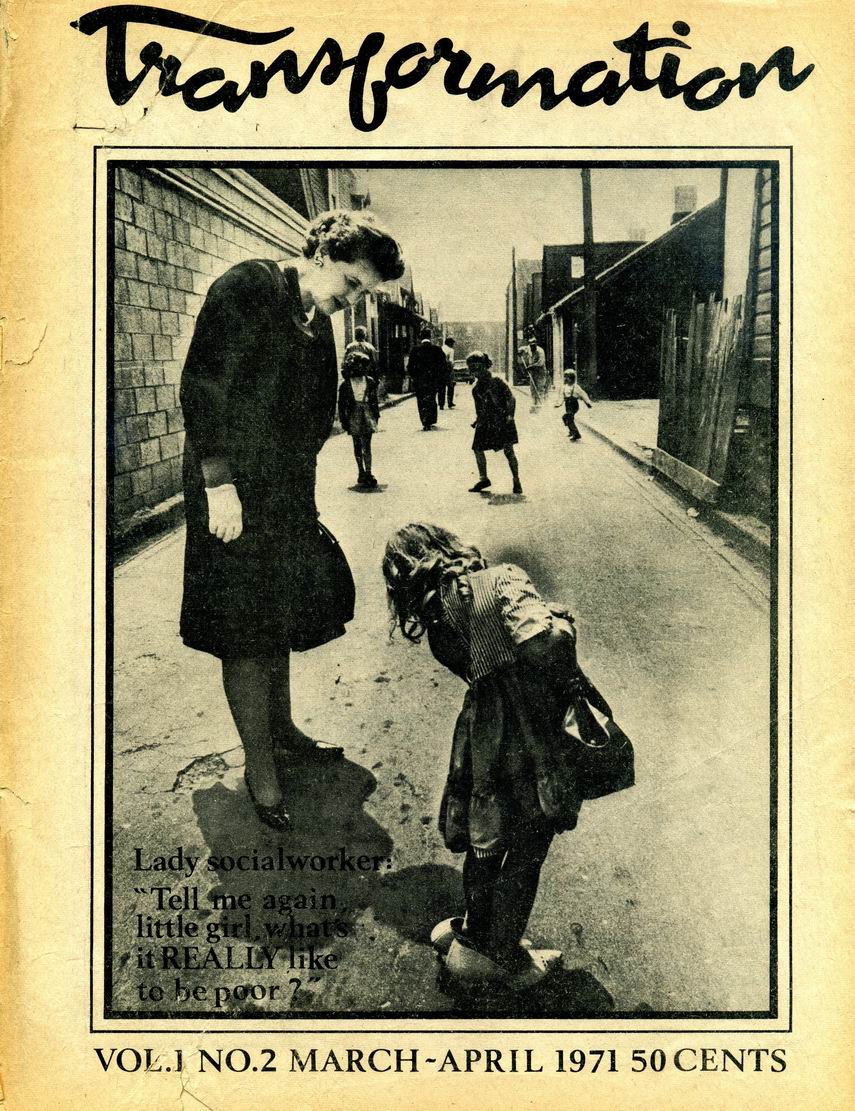 Transformation
Lady socialworker:
"Tell me again,
little girl, what's
it REALLY like
to be poor?"
VOL.1 NO.2 MARCH-APRIL 1971 50 CENTS